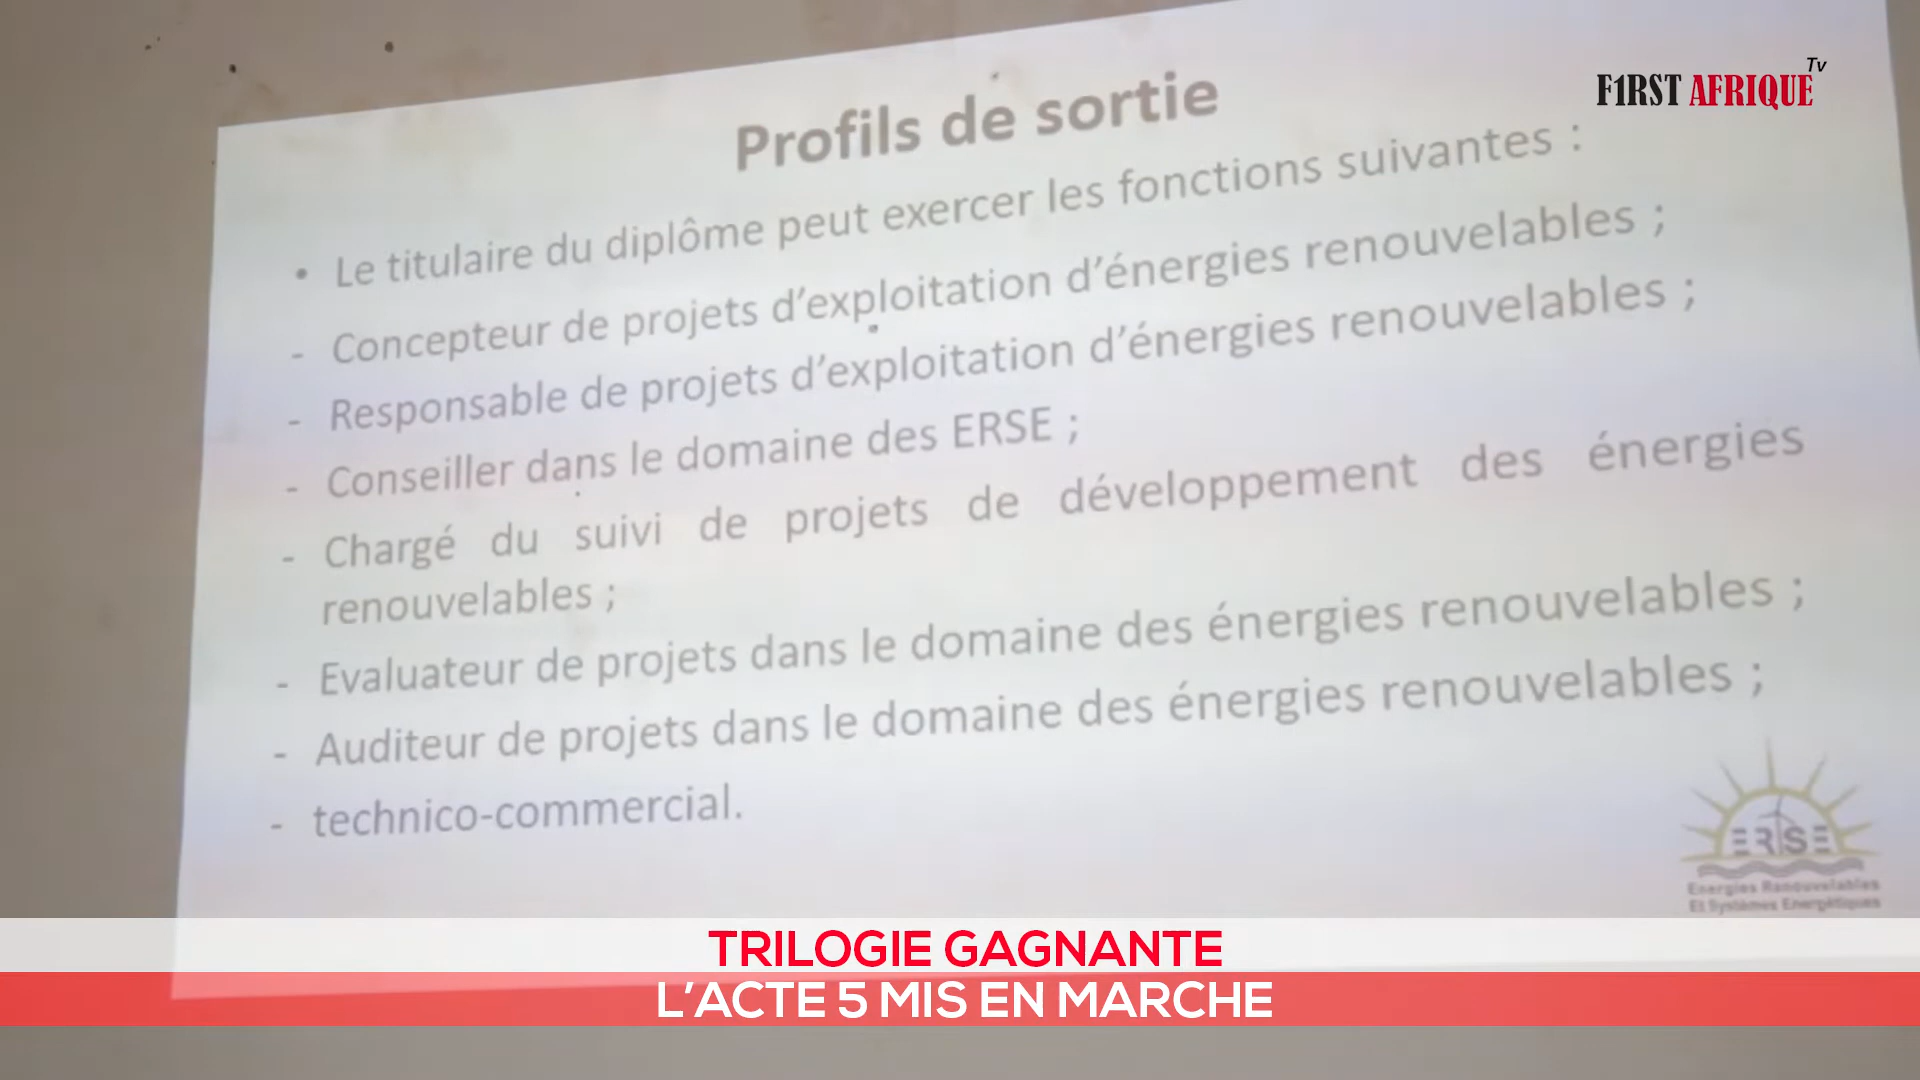 Tv
F1RST AFRIQUE
Profils de sortie
• Le titulaire du diplôme peut exercer les fonctions suivantes :
- Concepteur de projets d’exploitation d’énergies renouvelables ;
- Responsable de projets d’exploitation d’énergies renouvelables ;
- Conseiller dans le domaine des ERSE ;
- Chargé du suivi de projets de développement des énergies
renouvelables ;
- Evaluateur de projets dans le domaine des énergies renouvelables ;
- Auditeur de projets dans le domaine des énergies renouvelables ;
- technico-commercial.
ERSE
Energies Renouvelables
Et Systèmes Energétiques
TRILOGIE GAGNANTE
L’ACTE 5 MIS EN MARCHE